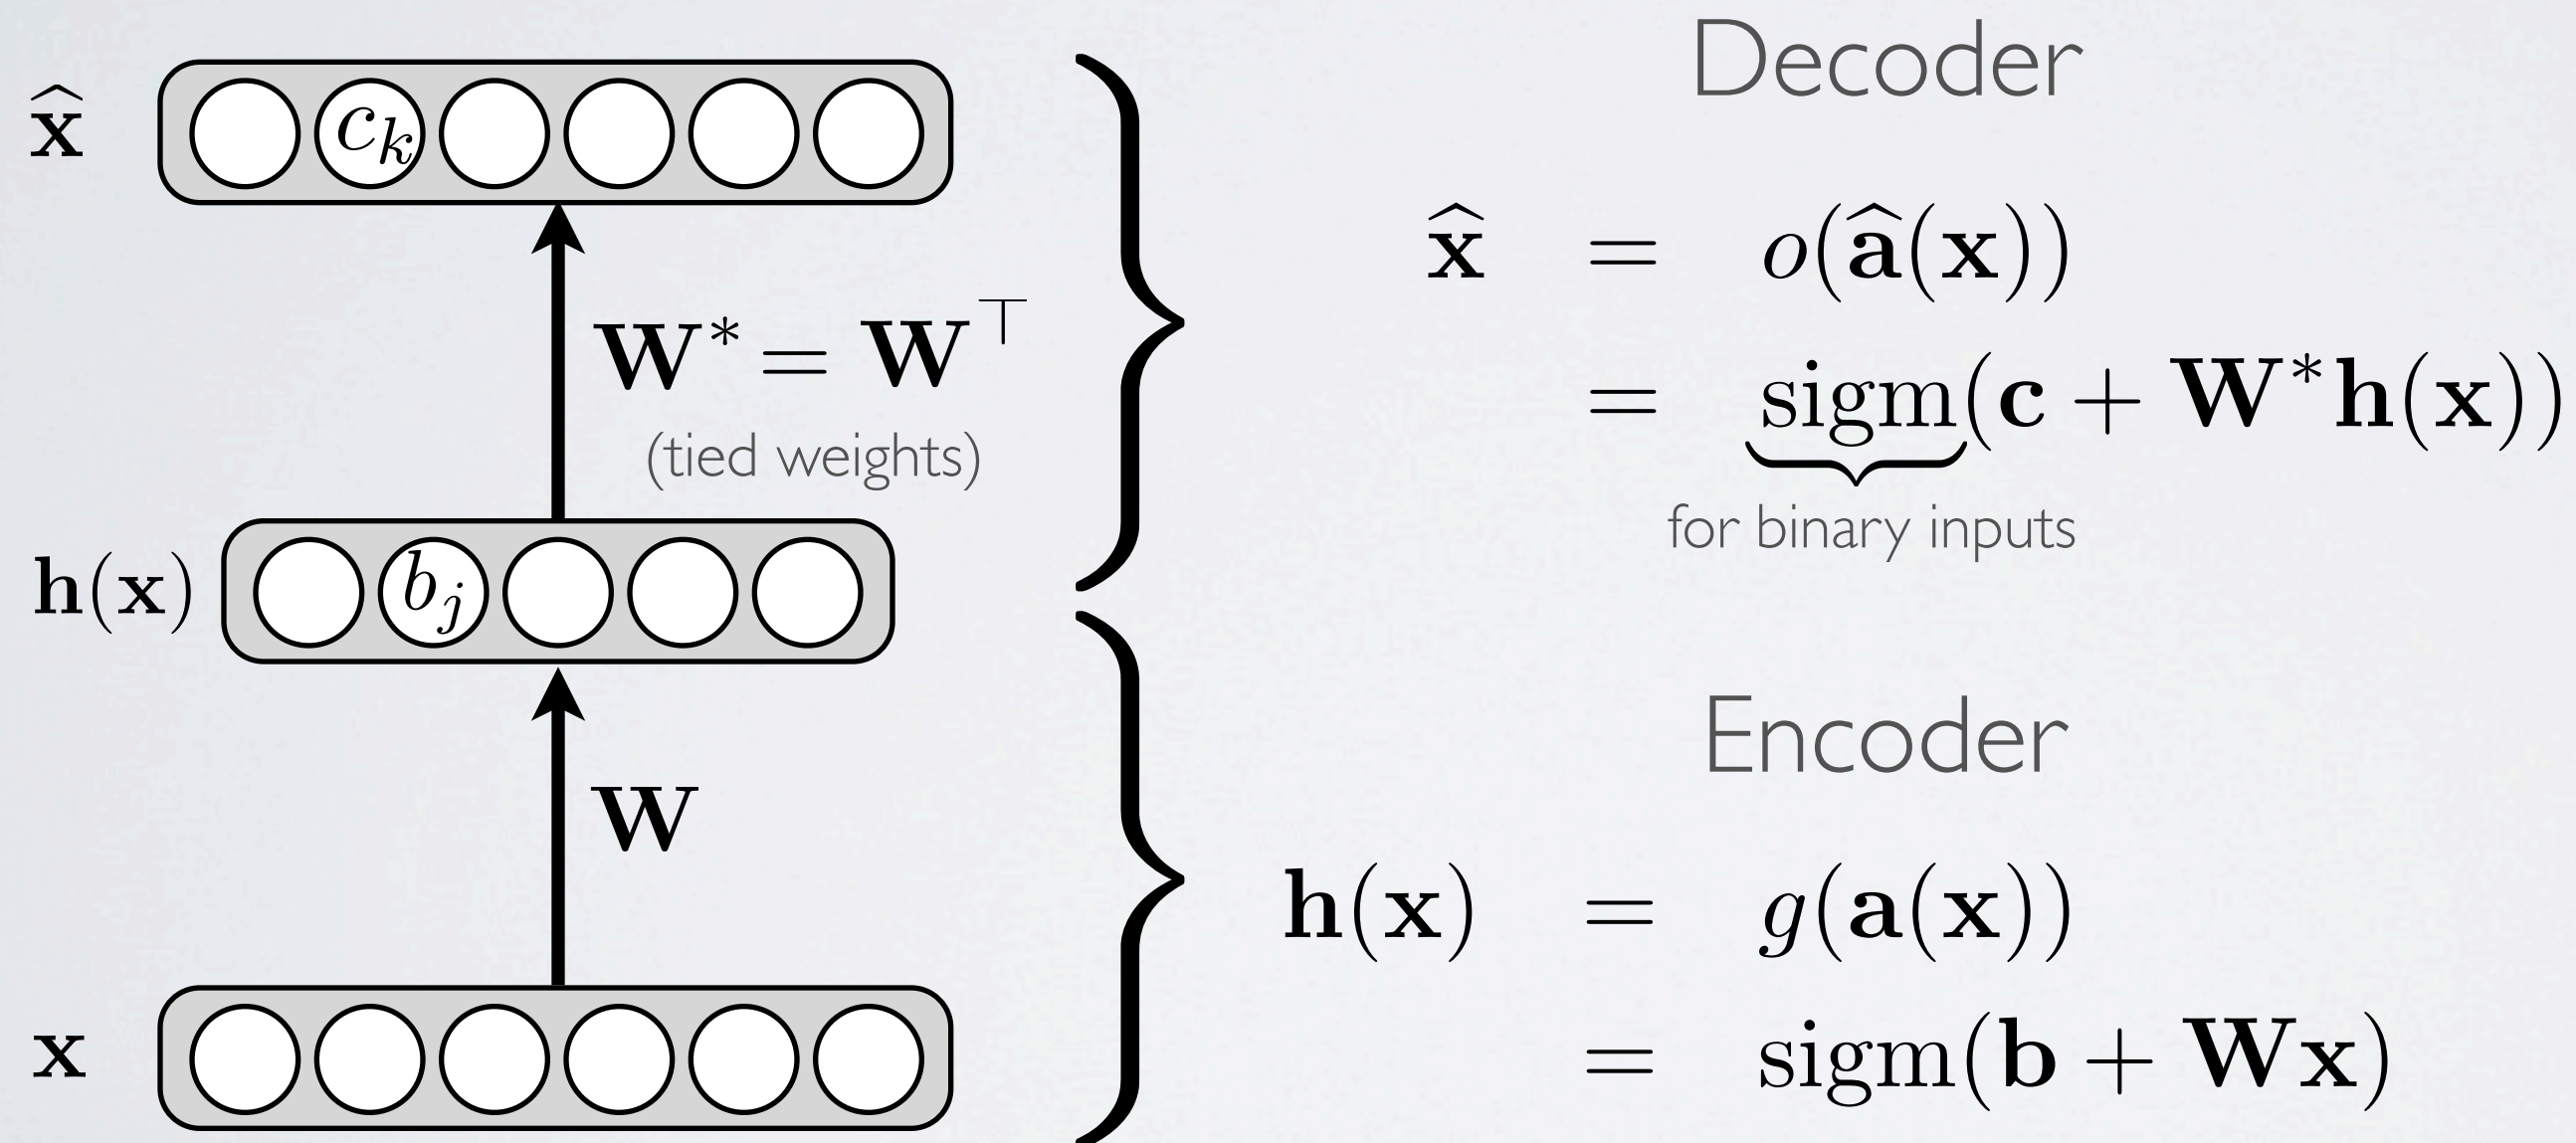 Decoder
x̂
c_k
x̂ = o(â(x))
W* = W^⊤
= sigm(c + W*h(x))
(tied weights)
for binary inputs
h(x)
b_j
Encoder
W
h(x) = g(a(x))
x
= sigm(b + Wx)